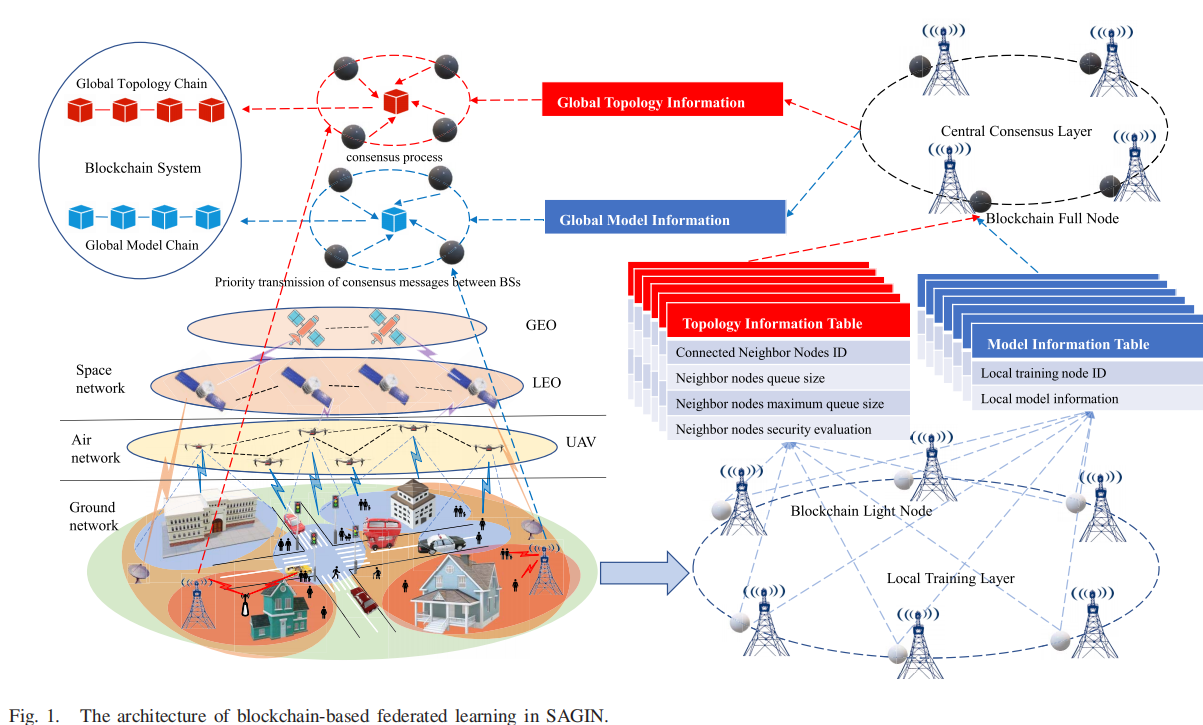 Global Topology Chain
Blockchain System
Global Model Chain
consensus process
Priority transmission of consensus messages between BSs
Global Topology Information
Global Model Information
Central Consensus Layer
Blockchain Full Node
Topology Information Table
Connected Neighbor Nodes ID
Neighbor nodes queue size
Neighbor nodes maximum queue size
Neighbor nodes security evaluation
Model Information Table
Local training node ID
Local model information
GEO
Space
network
LEO
Air
network
UAV
Ground
network
Blockchain Light Node
Local Training Layer
Fig. 1. The architecture of blockchain-based federated learning in SAGIN.